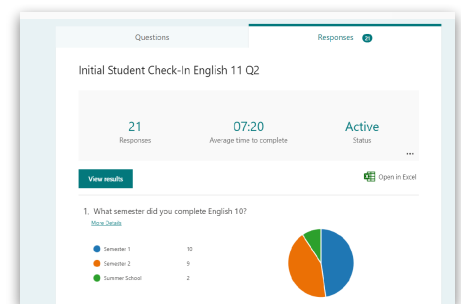 Questions Responses 21
Initial Student Check-In English 11 Q2
21 07:20 Active
Responses Average time to complete Status
...
View results Open in Excel
1. What semester did you complete English 10?
More Details
Semester 1 10
Semester 2 9
Summer School 2